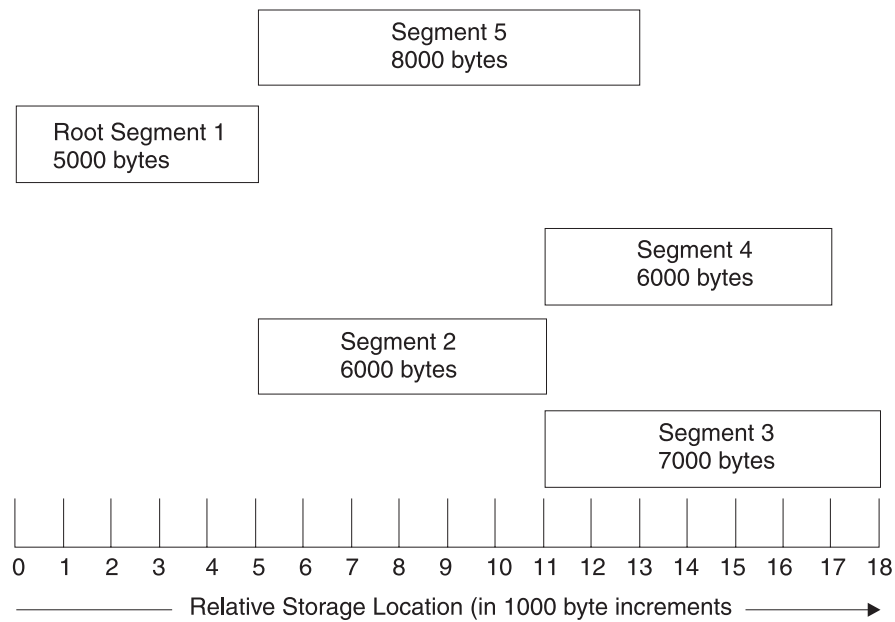 Segment 5
8000 bytes
Root Segment 1
5000 bytes
Segment 4
6000 bytes
Segment 2
6000 bytes
Segment 3
7000 bytes
0 1 2 3 4 5 6 7 8 9 10 11 12 13 14 15 16 17 18
Relative Storage Location (in 1000 byte increments